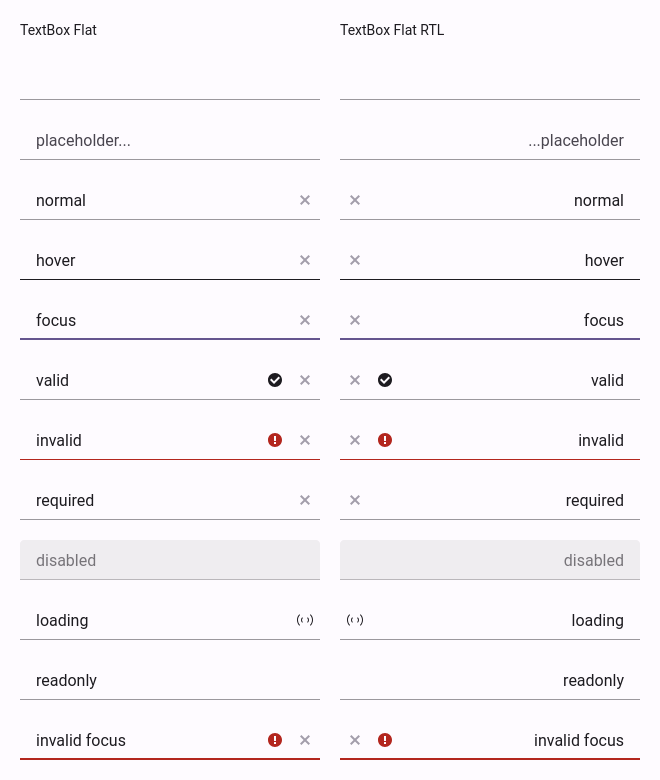 TextBox Flat
placeholder...
normal
hover
focus
valid
invalid
required
disabled
loading
readonly
invalid focus
TextBox Flat RTL
...placeholder
normal
hover
focus
valid
invalid
required
disabled
loading
readonly
invalid focus